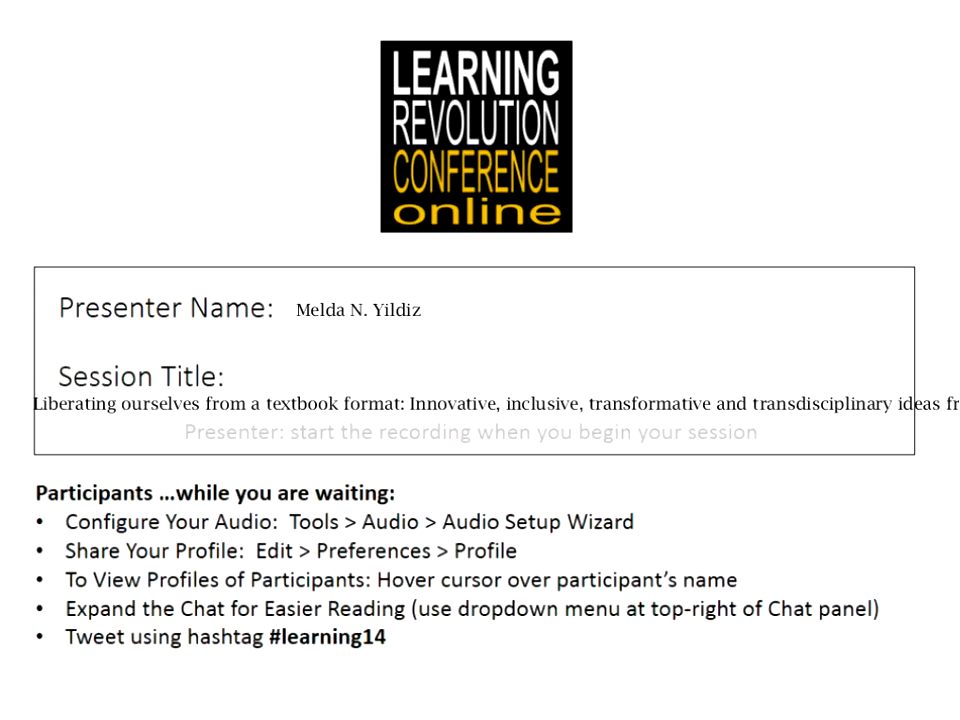 LEARNING
REVOLUTION
CONFERENCE
online
Presenter Name: Melda N. Yildiz
Session Title:
Liberating ourselves from a textbook format: Innovative, inclusive, transformative and transdisciplinary ideas fr
Presenter: start the recording when you begin your session
Participants …while you are waiting:
• Configure Your Audio: Tools > Audio > Audio Setup Wizard
• Share Your Profile: Edit > Preferences > Profile
• To View Profiles of Participants: Hover cursor over participant’s name
• Expand the Chat for Easier Reading (use dropdown menu at top-right of Chat panel)
• Tweet using hashtag #learning14